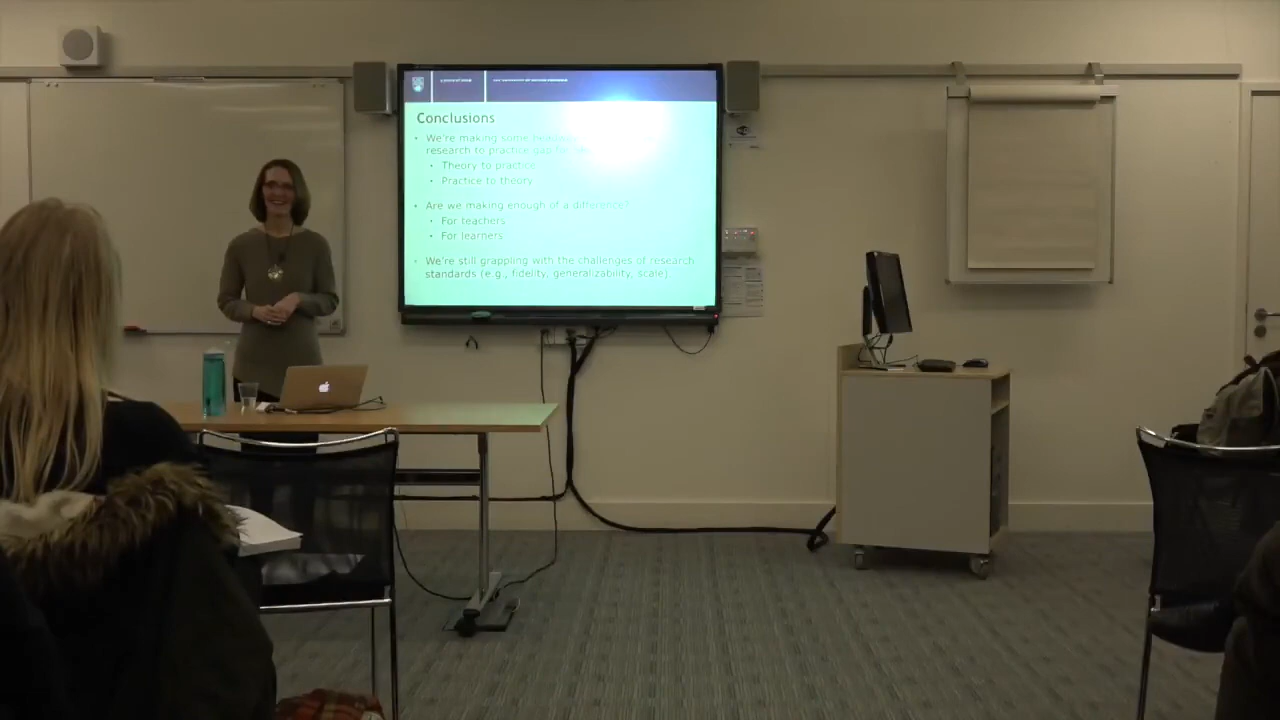 Conclusions
We're making some
research to practice gap for
Theory to practice
Practice to theory
Are we making enough of a difference?
For teachers
For learners
We're still grappling with the challenges of research
standards (e.g., fidelity, generalizability, scale)